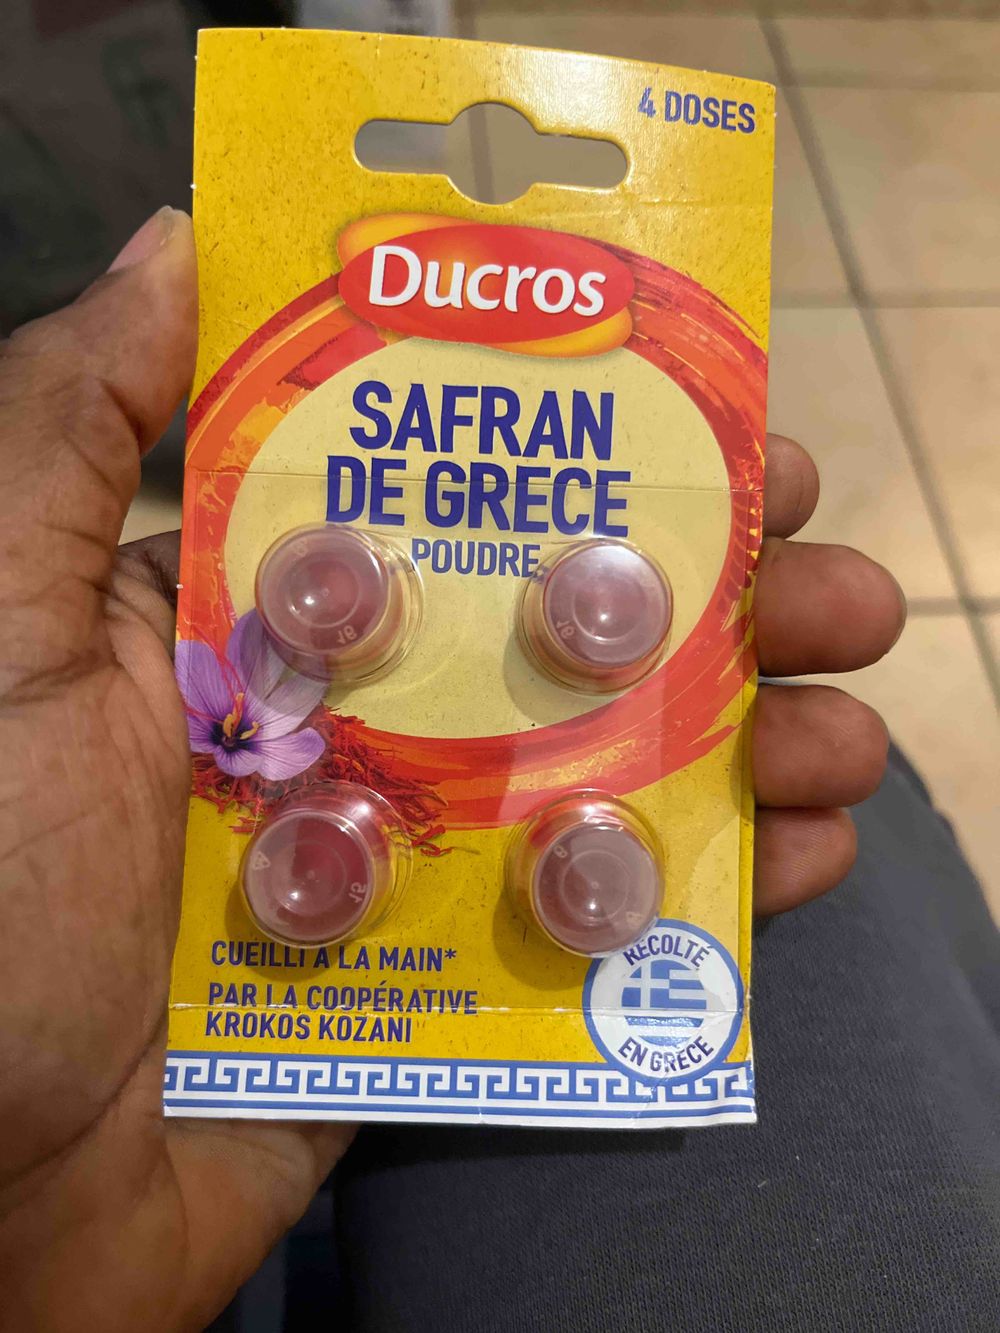 4 DOSES
Ducros
SAFRAN
DE GRECE
POUDRE
CUEILLI À LA MAIN*
PAR LA COOPÉRATIVE
KROKOS KOZANI
RÉCOLTÉ
EN GRÈCE